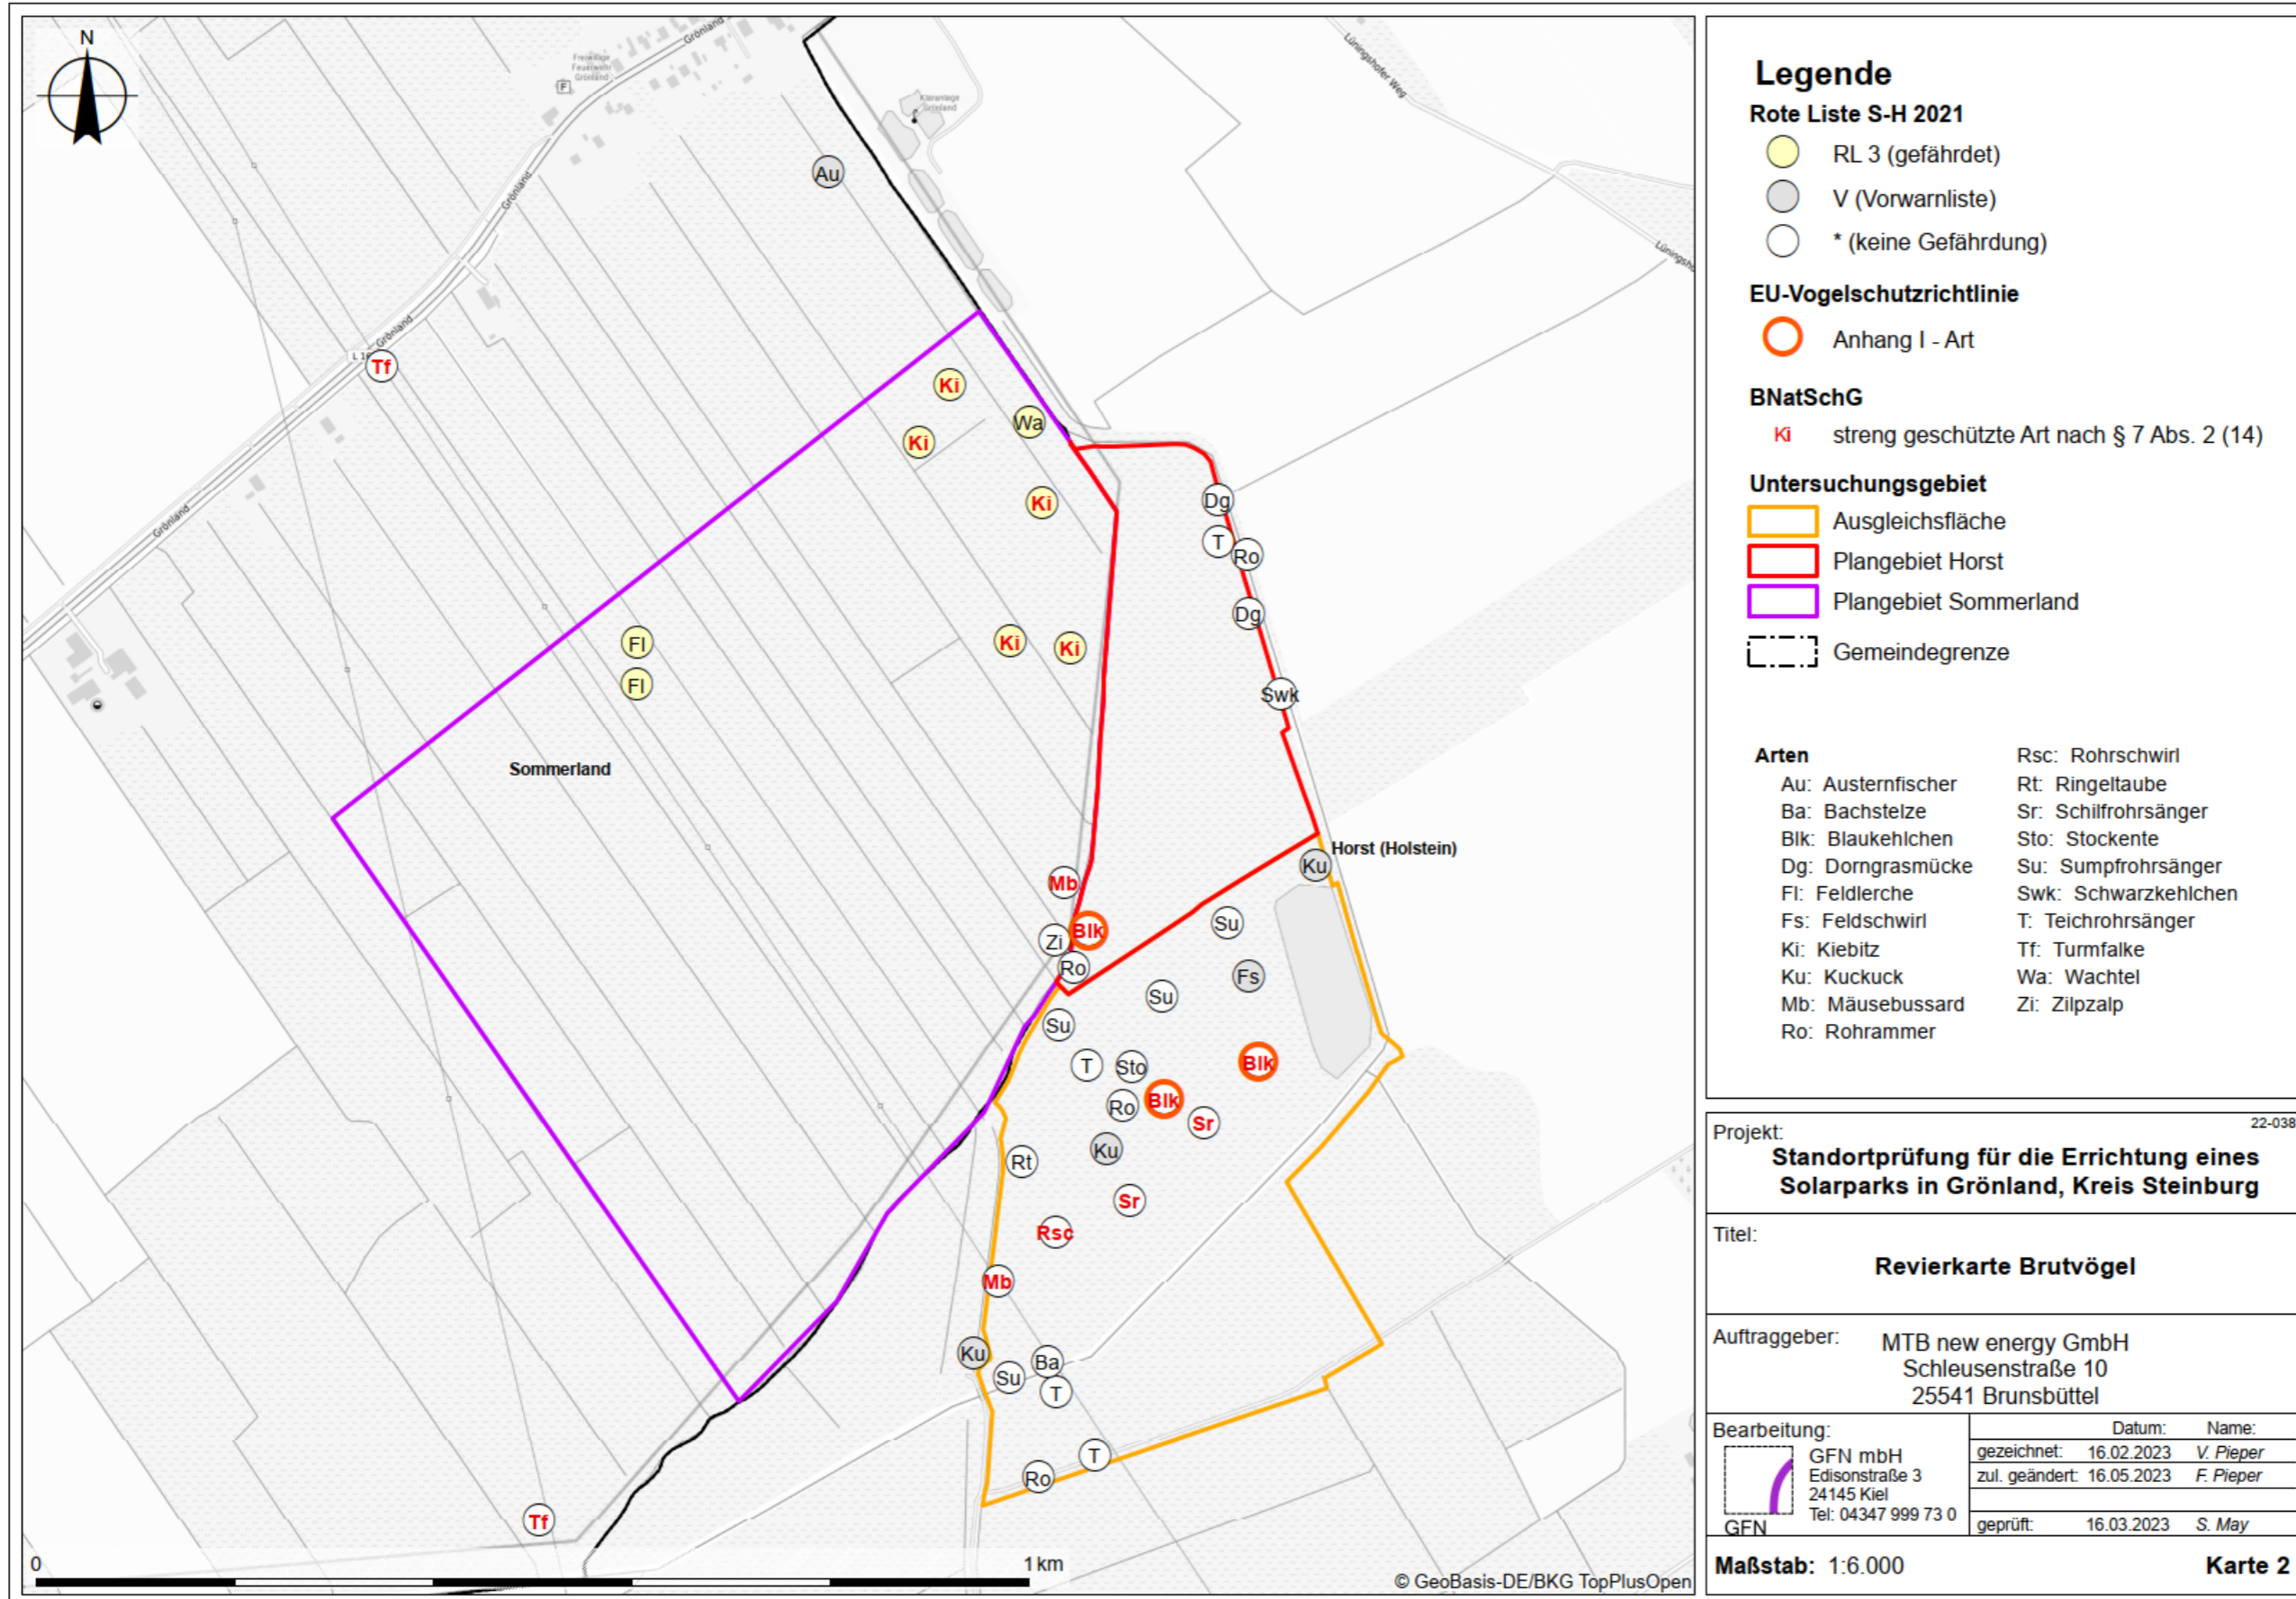 N
Freiwillige
Feuerwehr
Grönland
F
Grönland
Grönland
Grönland
Grönland
Kläranlage
Grönland
Lüningshofer Weg
Au
Tf
Ki
Wa
Ki
Ki
Dg
T
Ro
Dg
Fl
Ki
Ki
Fl
Swk
Sommerland
Horst (Holstein)
Ku
Mb
Su
Blk
Zi
Ro
Fs
Su
Su
T
Sto
Blk
Ro
Blk
Sr
Ku
Rt
Sr
Rsc
Mb
Ku
Ba
Su
T
T
Ro
Tf
0
1 km
© GeoBasis-DE/BKG TopPlusOpen
Legende
Rote Liste S-H 2021
RL 3 (gefährdet)
V (Vorwarnliste)
* (keine Gefährdung)
EU-Vogelschutzrichtlinie
Anhang I - Art
BNatSchG
Ki streng geschützte Art nach § 7 Abs. 2 (14)
Untersuchungsgebiet
Ausgleichsfläche
Plangebiet Horst
Plangebiet Sommerland
Gemeindegrenze
Arten
Au: Austernfischer
Ba: Bachstelze
Blk: Blaukehlchen
Dg: Dorngrasmücke
Fl: Feldlerche
Fs: Feldschwirl
Ki: Kiebitz
Ku: Kuckuck
Mb: Mäusebussard
Ro: Rohrammer
Rsc: Rohrschwirl
Rt: Ringeltaube
Sr: Schilfrohrsänger
Sto: Stockente
Su: Sumpfrohrsänger
Swk: Schwarzkehlchen
T: Teichrohrsänger
Tf: Turmfalke
Wa: Wachtel
Zi: Zilpzalp
22-038
Projekt:
Standortprüfung für die Errichtung eines
Solarparks in Grönland, Kreis Steinburg
Titel:
Revierkarte Brutvögel
Auftraggeber:
MTB new energy GmbH
Schleusenstraße 10
25541 Brunsbüttel
Bearbeitung:
GFN
GFN mbH
Edisonstraße 3
24145 Kiel
Tel: 04347 999 73 0
Datum: Name:
gezeichnet: 16.02.2023 V. Pieper
zul. geändert: 16.05.2023 F. Pieper
geprüft: 16.03.2023 S. May
Maßstab: 1:6.000
Karte 2